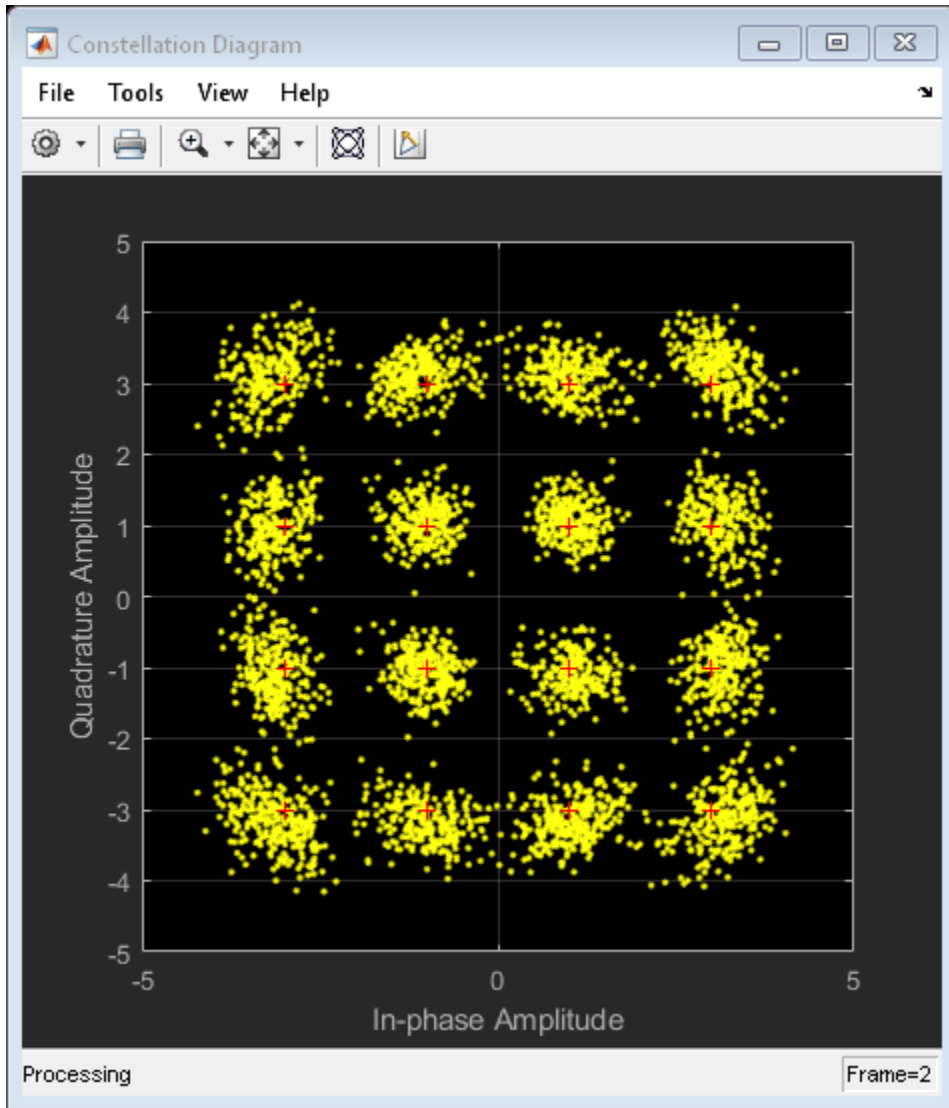 Constellation Diagram
File Tools View Help
5
4
3
2
1
0
-1
-2
-3
-4
-5
Quadrature Amplitude
-5 0 5
In-phase Amplitude
Processing Frame=2